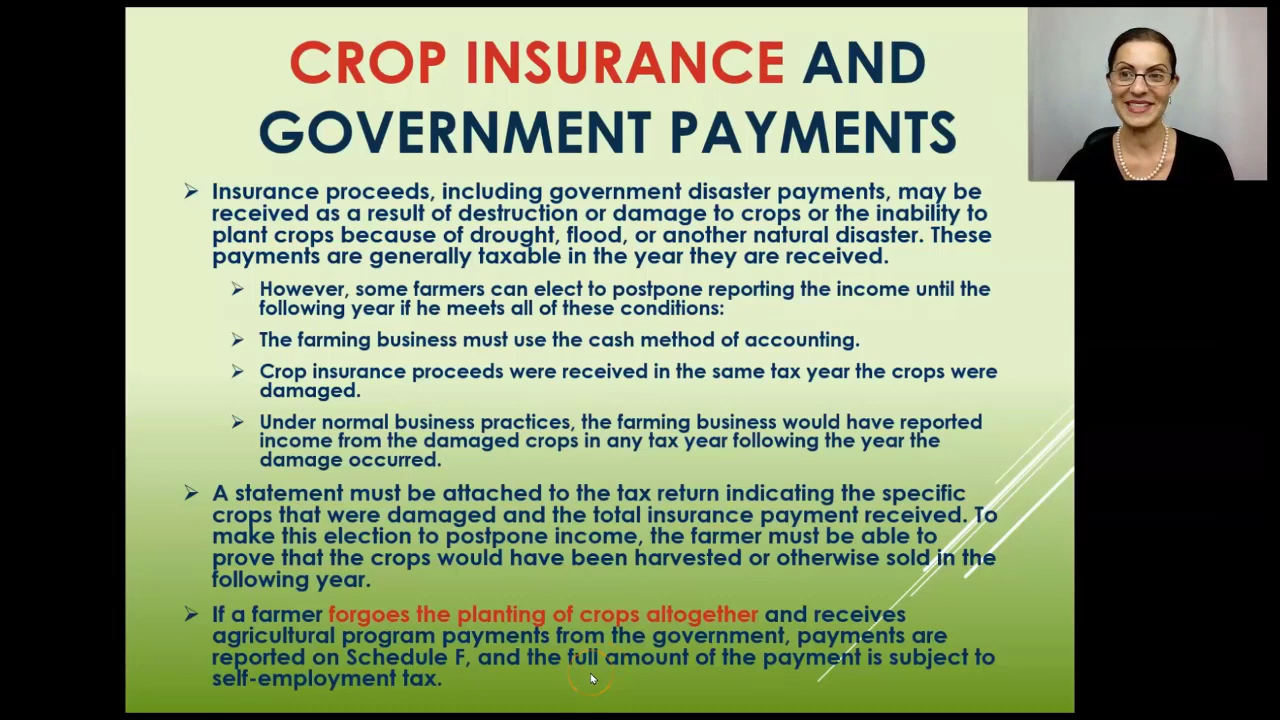 CROP INSURANCE AND
GOVERNMENT PAYMENTS
Insurance proceeds, including government disaster payments, may be
received as a result of destruction or damage to crops or the inability to
plant crops because of drought, flood, or another natural disaster. These
payments are generally taxable in the year they are received.
However, some farmers can elect to postpone reporting the income until the
following year if he meets all of these conditions:
The farming business must use the cash method of accounting.
Crop insurance proceeds were received in the same tax year the crops were
damaged.
Under normal business practices, the farming business would have reported
income from the damaged crops in any tax year following the year the
damage occurred.
A statement must be attached to the tax return indicating the specific
crops that were damaged and the total insurance payment received. To
make this election to postpone income, the farmer must be able to
prove that the crops would have been harvested or otherwise sold in the
following year.
If a farmer forgoes the planting of crops altogether and receives
agricultural program payments from the government, payments are
reported on Schedule F, and the full amount of the payment is subject to
self-employment tax.